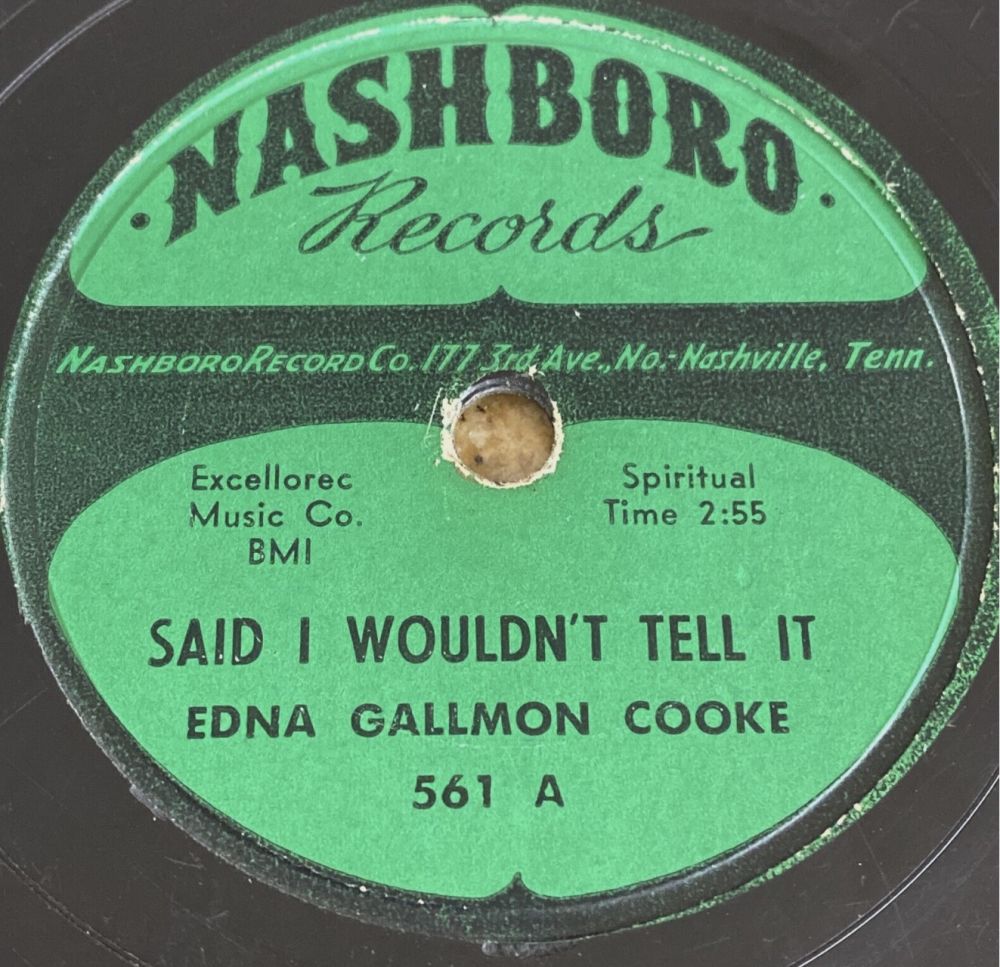 NASHBORO
Records
NASHBORO RECORD CO. 177 3rd Ave., No.- Nashville, Tenn.
Excellorec
Music Co.
BMI
Spiritual
Time 2:55
SAID I WOULDN'T TELL IT
EDNA GALLMON COOKE
561 A